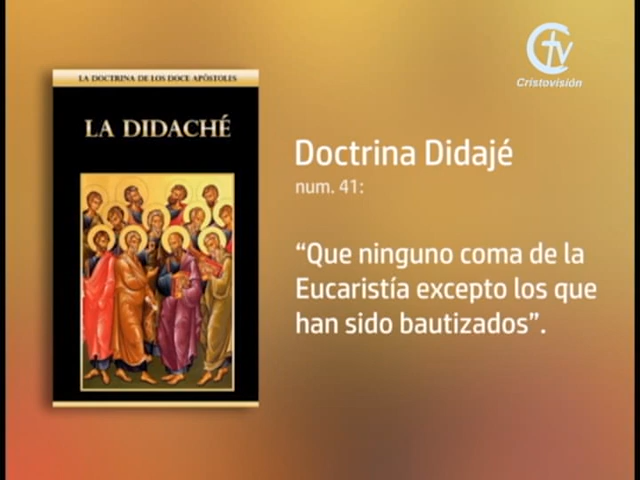 LA DOCTRINA DE LOS DOCE APÓSTOLES
LA DIDACHÉ
CTV
Cristovisión
Doctrina Didajé
num. 41:
“Que ninguno coma de la
Eucaristía excepto los que
han sido bautizados”.